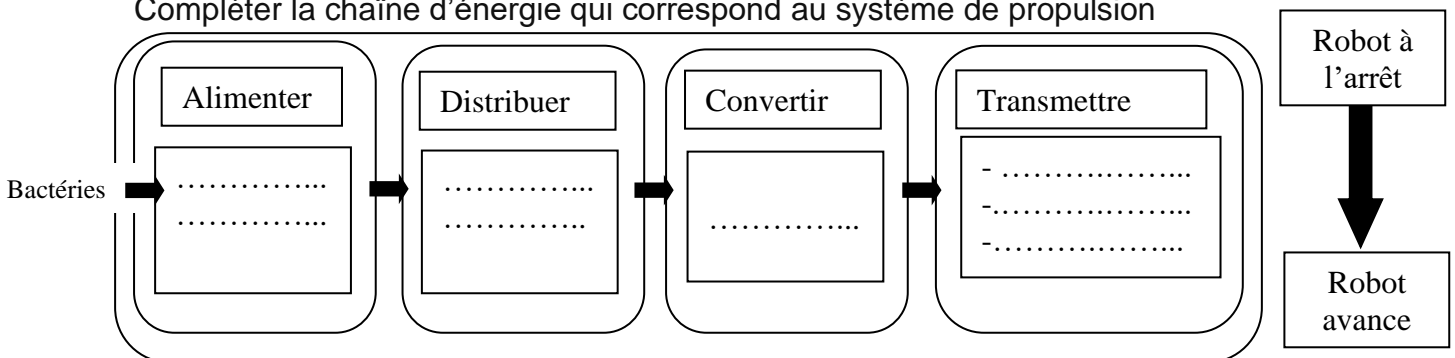 Compléter la chaîne d’énergie qui correspond au système de propulsion
Alimenter
Distribuer
Convertir
Transmettre
Robot à
l’arrêt
Bactéries
…………...
…………...
…………...
…………..
…………...
- ……….……...
-.……….……...
-……….……...
Robot
avance